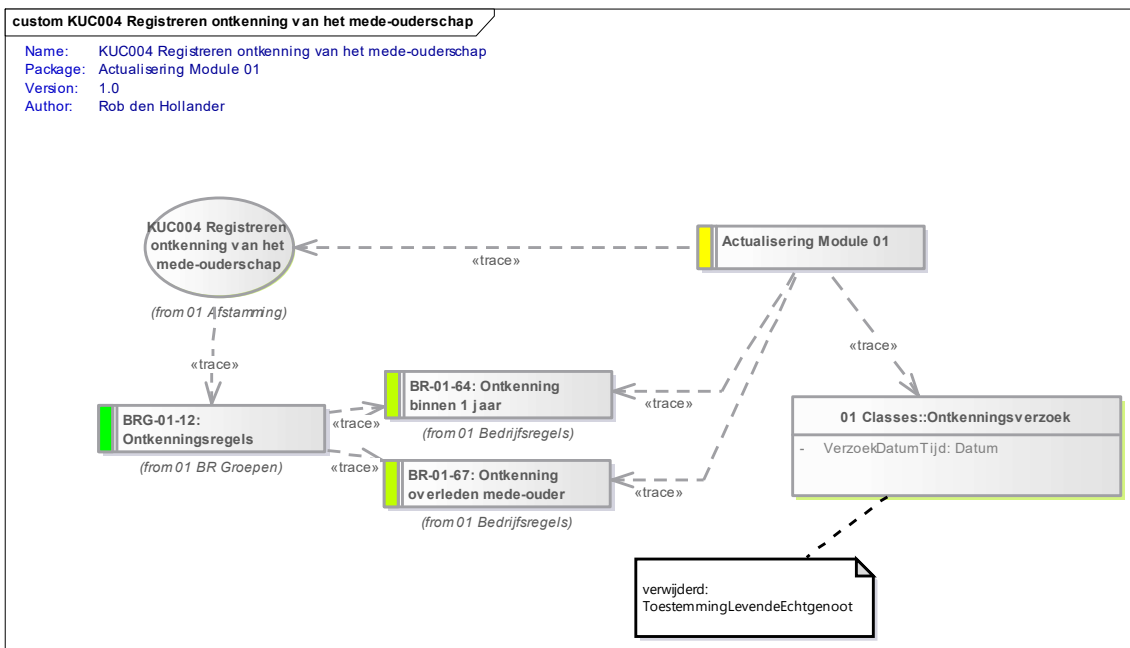 custom KUC004 Registreren ontkenning van het mede-ouderschap
Name: KUC004 Registreren ontkenning van het mede-ouderschap
Package: Actualisering Module 01
Version: 1.0
Author: Rob den Hollander
KUC004 Registreren
ontkenning van het
mede-ouderschap
(from 01 Afstamming)
«trace»
Actualisering Module 01
«trace»
«trace»
BRG-01-12:
Ontkenningsregels
(from 01 BR Groepen)
«trace»
BR-01-64: Ontkenning
binnen 1 jaar
(from 01 Bedrijfsregels)
«trace»
«trace»
BR-01-67: Ontkenning
overleden mede-ouder
(from 01 Bedrijfsregels)
«trace»
«trace»
01 Classes::Ontkenningsverzoek
- VerzoekDatumTijd: Datum
verwijderd:
ToestemmingLevendeEchtgenoot